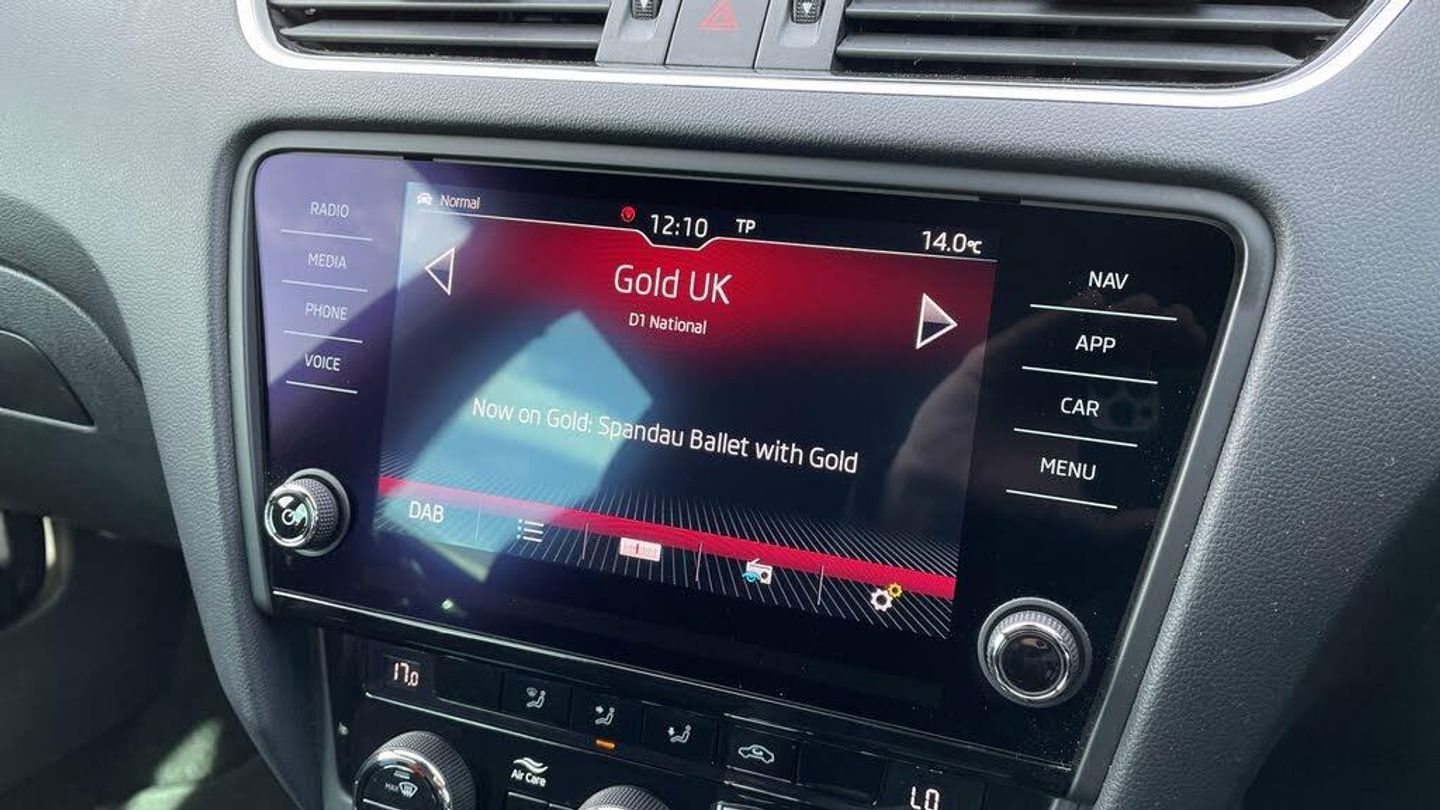 RADIO
MEDIA
PHONE
VOICE
Normal
12:10
TP
14.0°C
Gold UK
D1 National
Now on Gold: Spandau Ballet with Gold
DAB
NAV
APP
CAR
MENU
17.0
MAX
Air Care
LO